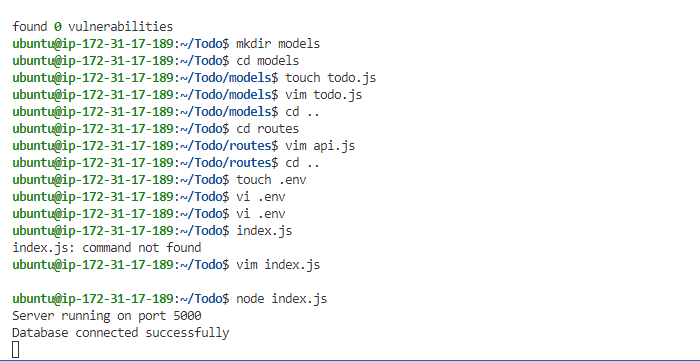 found 0 vulnerabilities
ubuntu@ip-172-31-17-189:~/Todo$ mkdir models
ubuntu@ip-172-31-17-189:~/Todo$ cd models
ubuntu@ip-172-31-17-189:~/Todo/models$ touch todo.js
ubuntu@ip-172-31-17-189:~/Todo/models$ vim todo.js
ubuntu@ip-172-31-17-189:~/Todo/models$ cd ..
ubuntu@ip-172-31-17-189:~/Todo$ cd routes
ubuntu@ip-172-31-17-189:~/Todo/routes$ vim api.js
ubuntu@ip-172-31-17-189:~/Todo/routes$ cd ..
ubuntu@ip-172-31-17-189:~/Todo$ touch .env
ubuntu@ip-172-31-17-189:~/Todo$ vi .env
ubuntu@ip-172-31-17-189:~/Todo$ vi .env
ubuntu@ip-172-31-17-189:~/Todo$ index.js
index.js: command not found
ubuntu@ip-172-31-17-189:~/Todo$ vim index.js
ubuntu@ip-172-31-17-189:~/Todo$ node index.js
Server running on port 5000
Database connected successfully